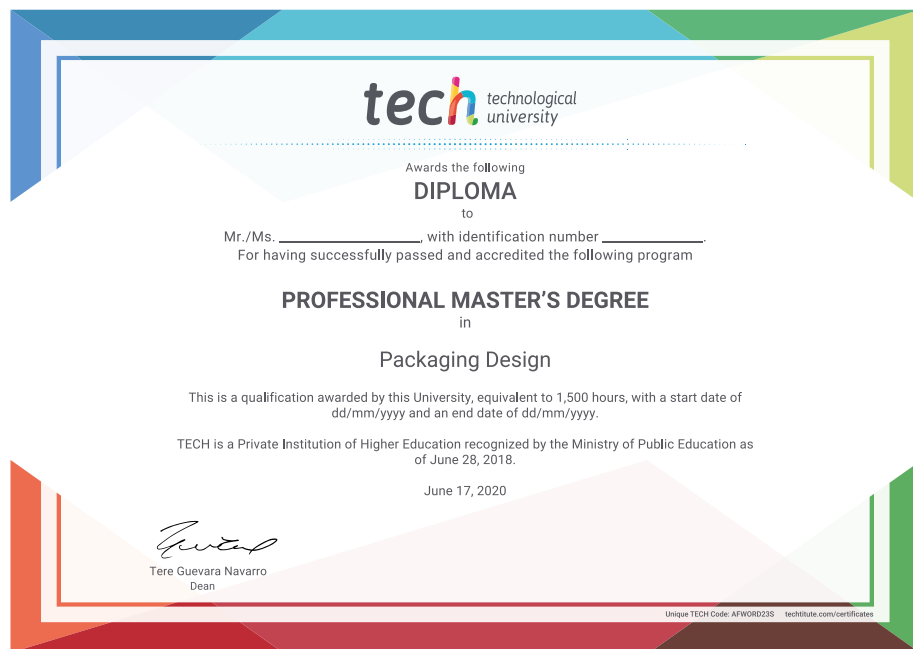 tech technological
university
Awards the following
DIPLOMA
to
Mr./Ms. ____________________, with identification number ______________.
For having successfully passed and accredited the following program
PROFESSIONAL MASTER'S DEGREE
in
Packaging Design
This is a qualification awarded by this University, equivalent to 1,500 hours, with a start date of
dd/mm/yyyy and an end date of dd/mm/yyyy.
TECH is a Private Institution of Higher Education recognized by the Ministry of Public Education as
of June 28, 2018.
June 17, 2020
Tere Guevara Navarro
Dean
Unique TECH Code: AFWORD23S techtitute.com/certificates